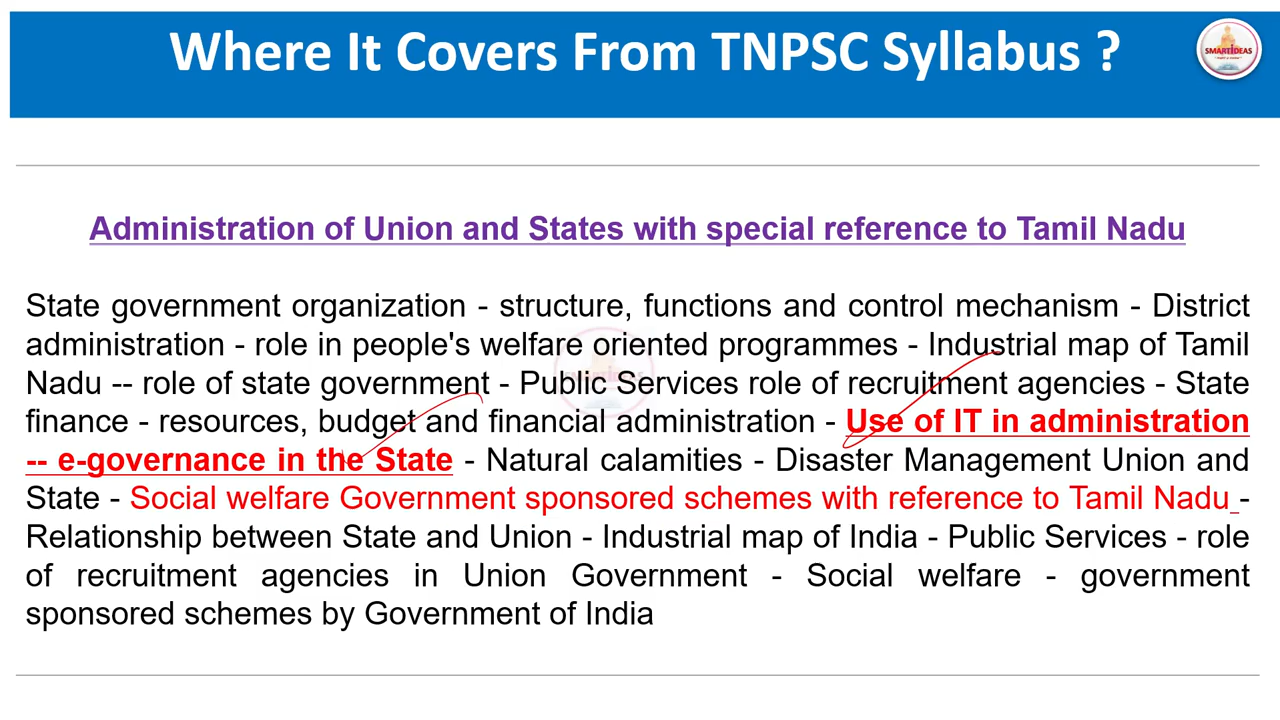 Where It Covers From TNPSC Syllabus ?
SMARTIDEAS
Administration of Union and States with special reference to Tamil Nadu
State government organization - structure, functions and control mechanism - District
administration - role in people's welfare oriented programmes - Industrial map of Tamil
Nadu -- role of state government - Public Services role of recruitment agencies - State
finance - resources, budget and financial administration - Use of IT in administration
-- e-governance in the State - Natural calamities - Disaster Management Union and
State - Social welfare Government sponsored schemes with reference to Tamil Nadu -
Relationship between State and Union - Industrial map of India - Public Services - role
of recruitment agencies in Union Government - Social welfare - government
sponsored schemes by Government of India